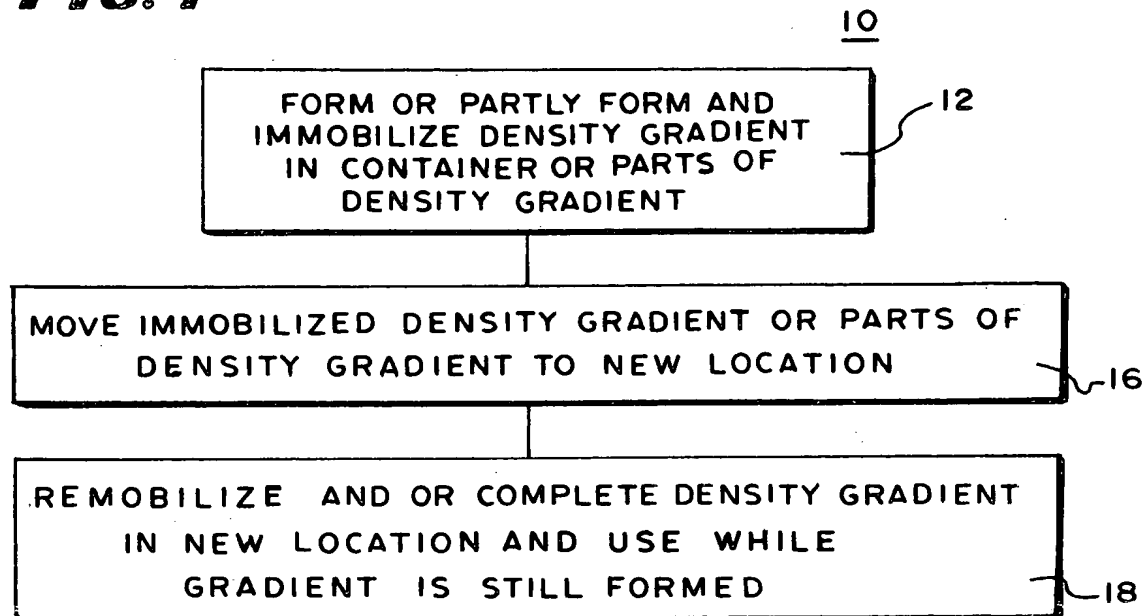 10
FORM OR PARTLY FORM AND
IMMOBILIZE DENSITY GRADIENT
IN CONTAINER OR PARTS OF
DENSITY GRADIENT
12
MOVE IMMOBILIZED DENSITY GRADIENT OR PARTS OF
DENSITY GRADIENT TO NEW LOCATION
16
REMOBILIZE AND OR COMPLETE DENSITY GRADIENT
IN NEW LOCATION AND USE WHILE
GRADIENT IS STILL FORMED
18